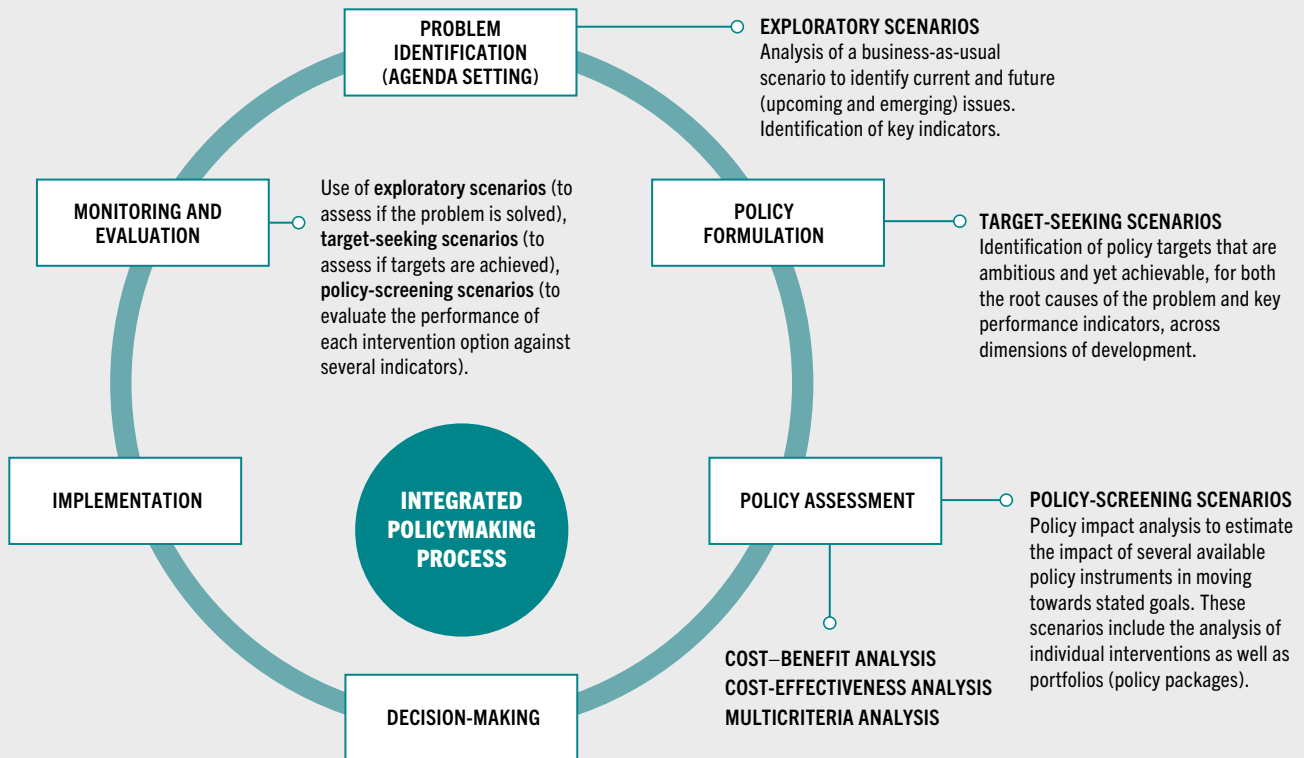 PROBLEM
IDENTIFICATION
(AGENDA SETTING)
EXPLORATORY SCENARIOS
Analysis of a business-as-usual
scenario to identify current and future
(upcoming and emerging) issues.
Identification of key indicators.
MONITORING AND
EVALUATION
Use of exploratory scenarios (to
assess if the problem is solved),
target-seeking scenarios (to
assess if targets are achieved),
policy-screening scenarios (to
evaluate the performance of
each intervention option against
several indicators).
POLICY
FORMULATION
TARGET-SEEKING SCENARIOS
Identification of policy targets that are
ambitious and yet achievable, for both
the root causes of the problem and key
performance indicators, across
dimensions of development.
IMPLEMENTATION
INTEGRATED
POLICYMAKING
PROCESS
POLICY ASSESSMENT
POLICY-SCREENING SCENARIOS
Policy impact analysis to estimate
the impact of several available
policy instruments in moving
towards stated goals. These
scenarios include the analysis of
individual interventions as well as
portfolios (policy packages).
COST–BENEFIT ANALYSIS
COST-EFFECTIVENESS ANALYSIS
MULTICRITERIA ANALYSIS
DECISION-MAKING